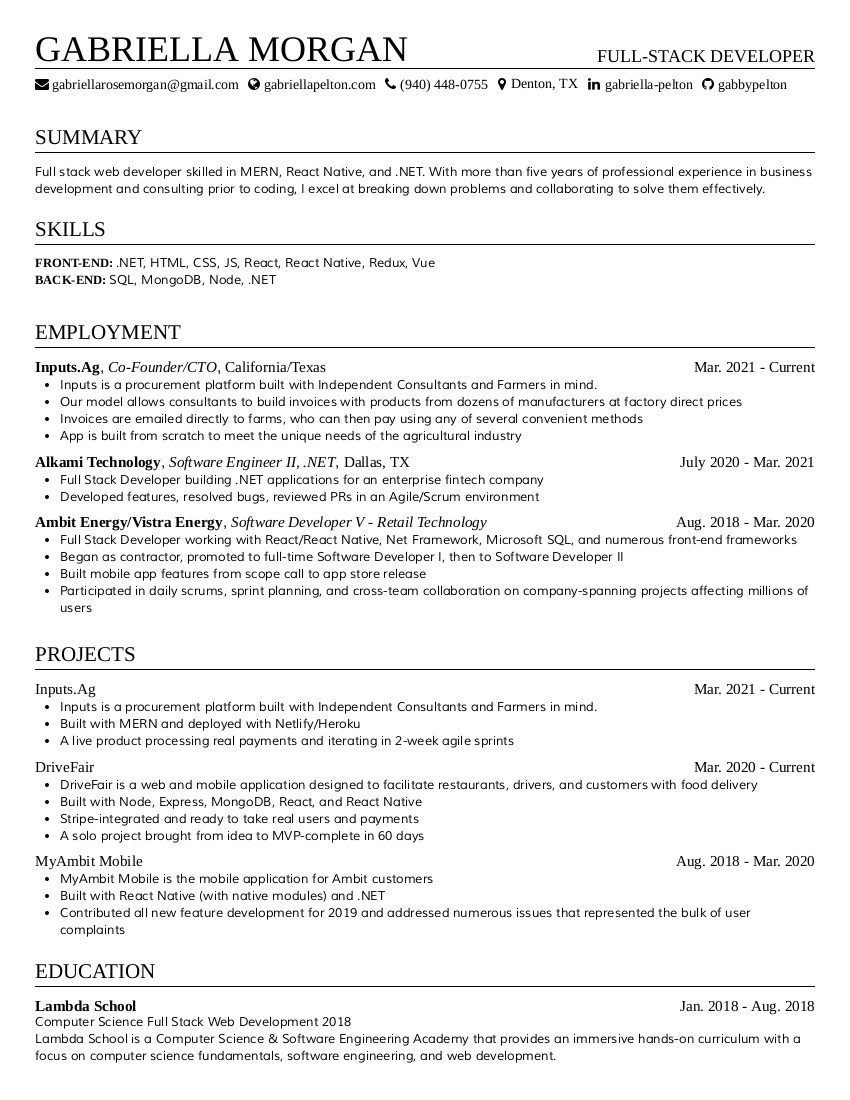 GABRIELLA MORGAN FULL-STACK DEVELOPER
gabriellarosemorgan@gmail.com gabriellapelton.com (940) 448-0755 Denton, TX gabriella-pelton gabbypelton
SUMMARY
Full stack web developer skilled in MERN, React Native, and .NET. With more than five years of professional experience in business
development and consulting prior to coding, I excel at breaking down problems and collaborating to solve them effectively.
SKILLS
FRONT-END: .NET, HTML, CSS, JS, React, React Native, Redux, Vue
BACK-END: SQL, MongoDB, Node, .NET
EMPLOYMENT
Inputs.Ag, Co-Founder/CTO, California/Texas Mar. 2021 - Current
• Inputs is a procurement platform built with Independent Consultants and Farmers in mind.
• Our model allows consultants to build invoices with products from dozens of manufacturers at factory direct prices
• Invoices are emailed directly to farms, who can then pay using any of several convenient methods
• App is built from scratch to meet the unique needs of the agricultural industry
Alkami Technology, Software Engineer II, .NET, Dallas, TX July 2020 - Mar. 2021
• Full Stack Developer building .NET applications for an enterprise fintech company
• Developed features, resolved bugs, reviewed PRs in an Agile/Scrum environment
Ambit Energy/Vistra Energy, Software Developer V - Retail Technology Aug. 2018 - Mar. 2020
• Full Stack Developer working with React/React Native, Net Framework, Microsoft SQL, and numerous front-end frameworks
• Began as contractor, promoted to full-time Software Developer I, then to Software Developer II
• Built mobile app features from scope call to app store release
• Participated in daily scrums, sprint planning, and cross-team collaboration on company-spanning projects affecting millions of
users
PROJECTS
Inputs.Ag Mar. 2021 - Current
• Inputs is a procurement platform built with Independent Consultants and Farmers in mind.
• Built with MERN and deployed with Netlify/Heroku
• A live product processing real payments and iterating in 2-week agile sprints
DriveFair Mar. 2020 - Current
• DriveFair is a web and mobile application designed to facilitate restaurants, drivers, and customers with food delivery
• Built with Node, Express, MongoDB, React, and React Native
• Stripe-integrated and ready to take real users and payments
• A solo project brought from idea to MVP-complete in 60 days
MyAmbit Mobile Aug. 2018 - Mar. 2020
• MyAmbit Mobile is the mobile application for Ambit customers
• Built with React Native (with native modules) and .NET
• Contributed all new feature development for 2019 and addressed numerous issues that represented the bulk of user
complaints
EDUCATION
Lambda School Jan. 2018 - Aug. 2018
Computer Science Full Stack Web Development 2018
Lambda School is a Computer Science & Software Engineering Academy that provides an immersive hands-on curriculum with a
focus on computer science fundamentals, software engineering, and web development.